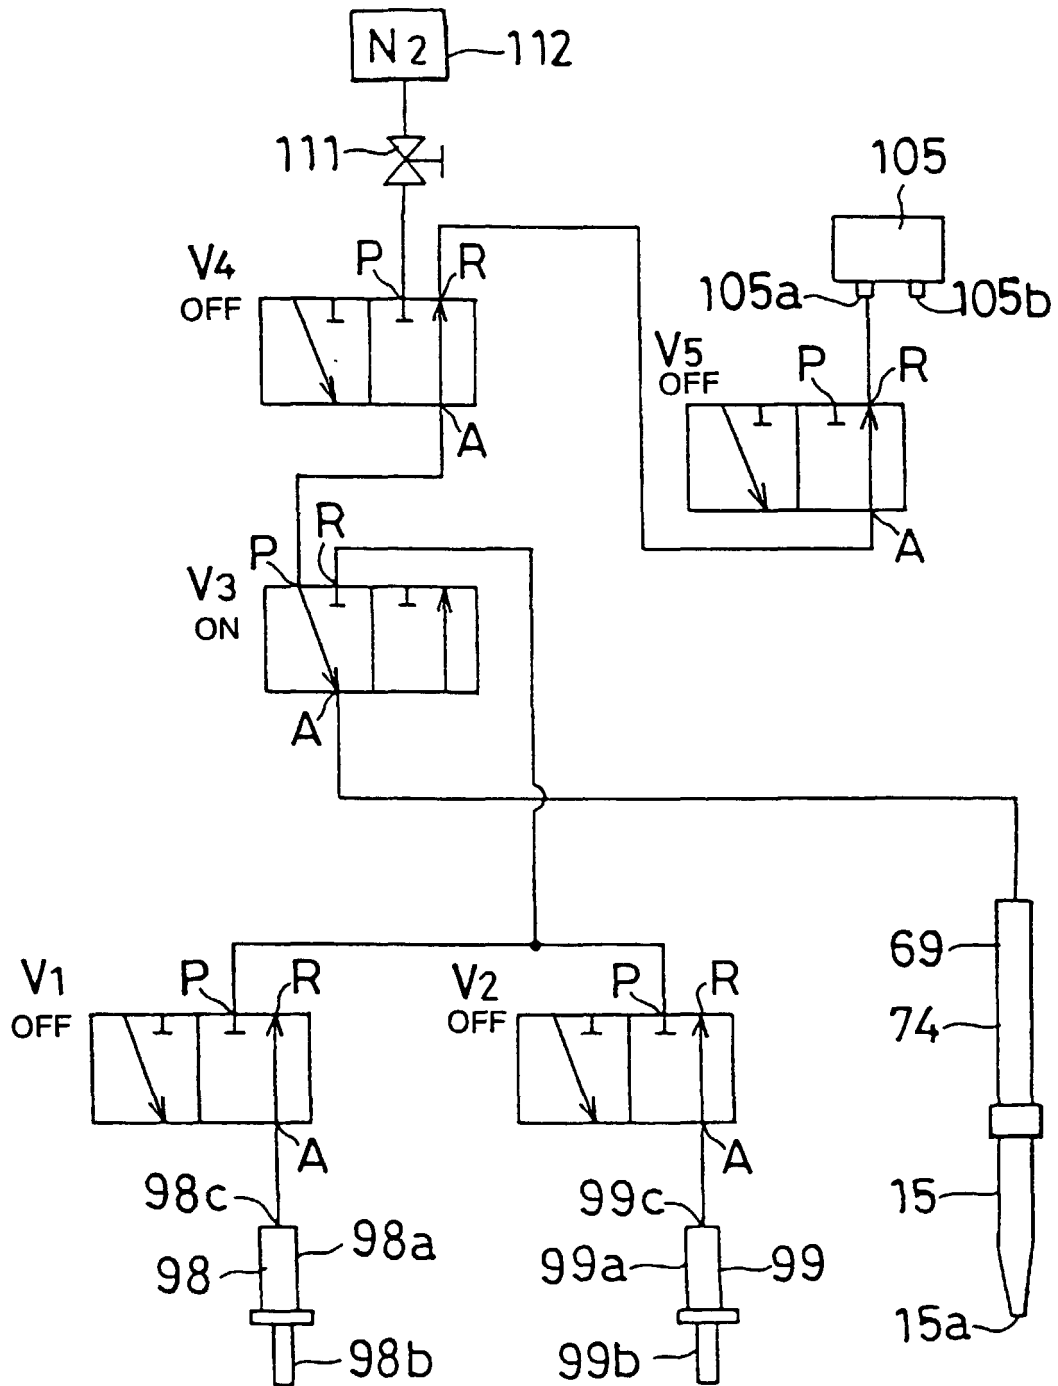 N2 112
111
105
V4 OFF P R
105a 105b
V5 OFF P R
A
P R
A
V3 ON
A
69
V1 OFF P R V2 OFF P R
74
A A
98c 99c 15
98a
98 99a 99
15a
98b 99b